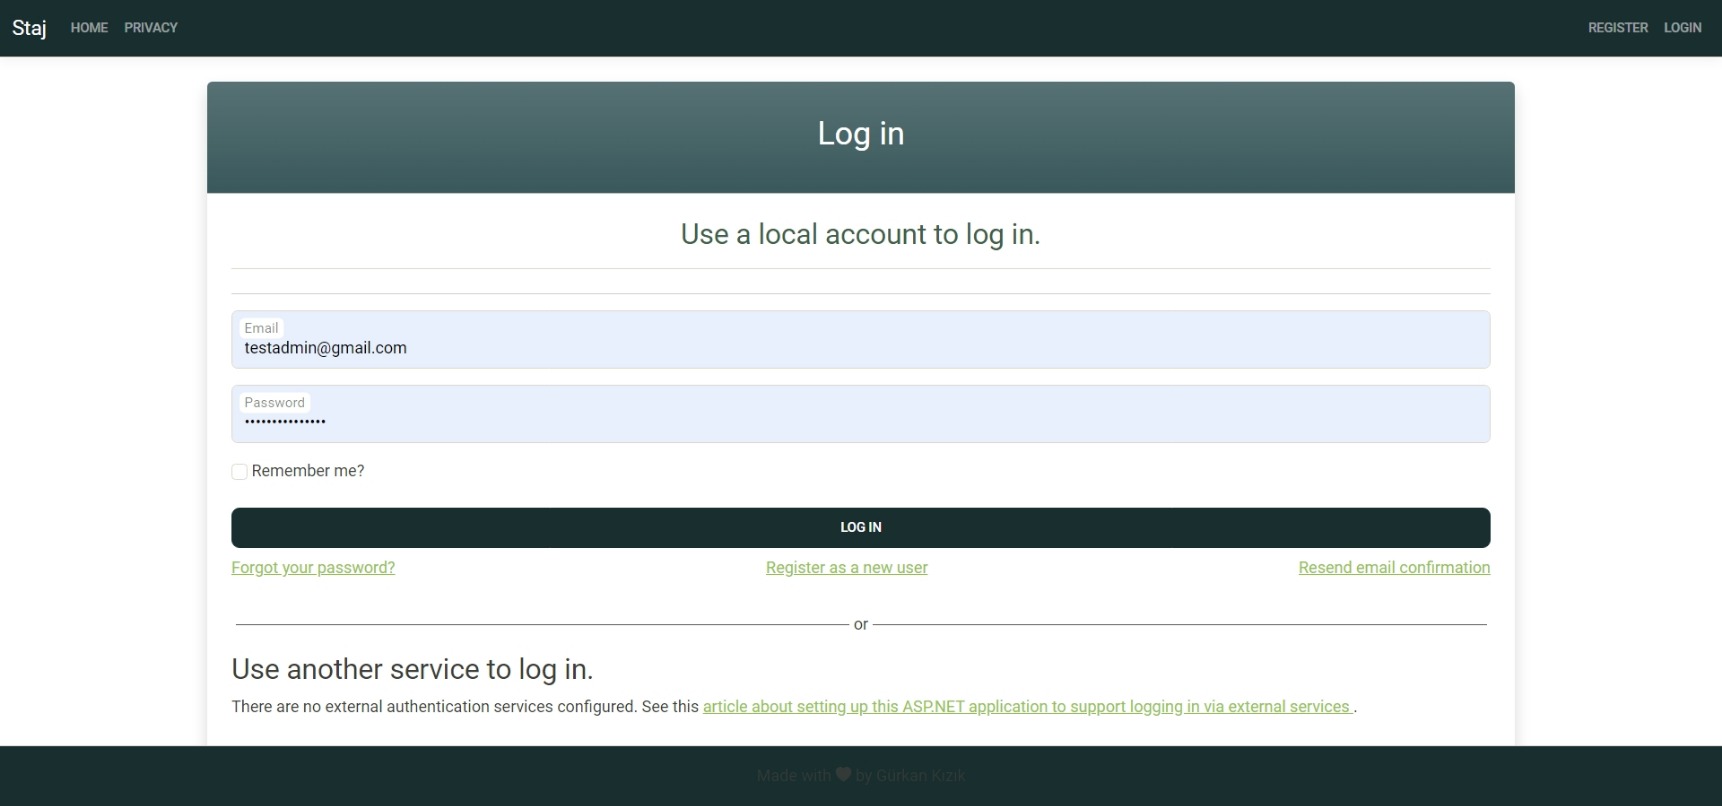 Staj HOME PRIVACY REGISTER LOGIN
Log in
Use a local account to log in.
Email
testadmin@gmail.com
Password
•••••••••••••••
Remember me?
LOG IN
Forgot your password? Register as a new user Resend email confirmation
or
Use another service to log in.
There are no external authentication services configured. See this article about setting up this ASP.NET application to support logging in via external services .
Made with 🖤 by Gürkan Kızık